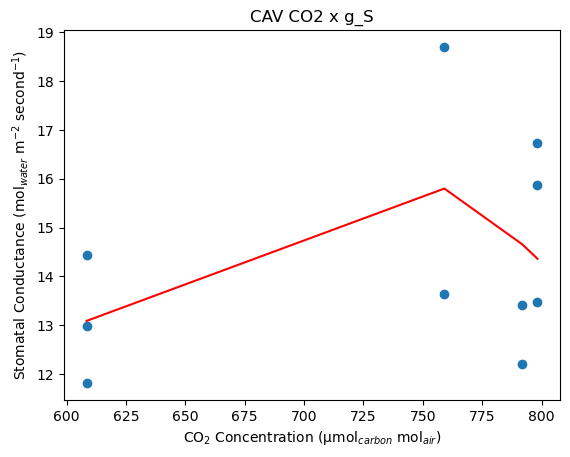 CAV CO2 x g_S
Stomatal Conductance (mol_water m⁻² second⁻¹)
19
18
17
16
15
14
13
12
600 625 650 675 700 725 750 775 800
CO₂ Concentration (μmol_carbon mol_air)